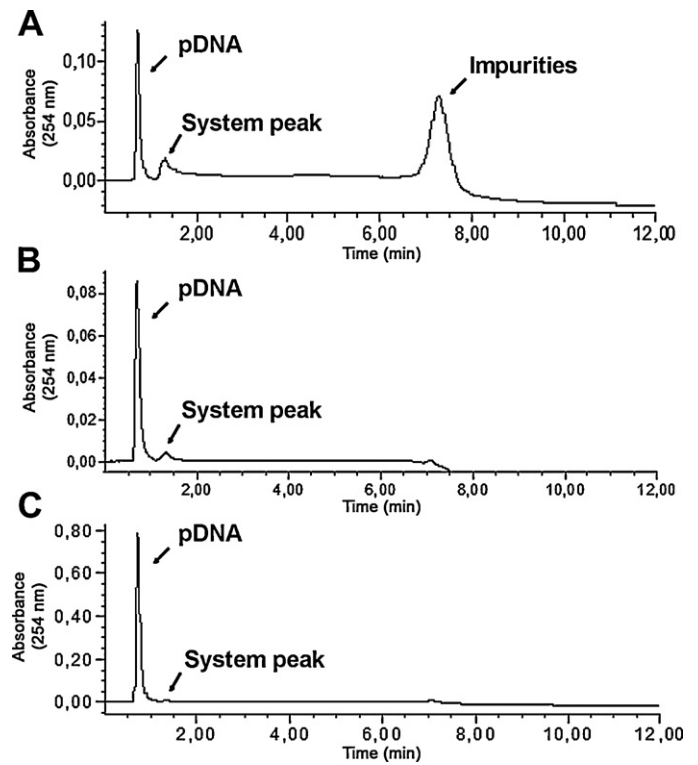 A
pDNA
Impurities
System peak
Absorbance
(254 nm)
0,10
0,05
0,00
2,00 4,00 6,00 8,00 10,00 12,00
Time (min)
B
pDNA
System peak
Absorbance
(254 nm)
0,08
0,06
0,04
0,02
0,00
2,00 4,00 6,00 8,00 10,00 12,00
Time (min)
C
pDNA
System peak
Absorbance
(254 nm)
0,80
0,60
0,40
0,20
0,00
2,00 4,00 6,00 8,00 10,00 12,00
Time (min)